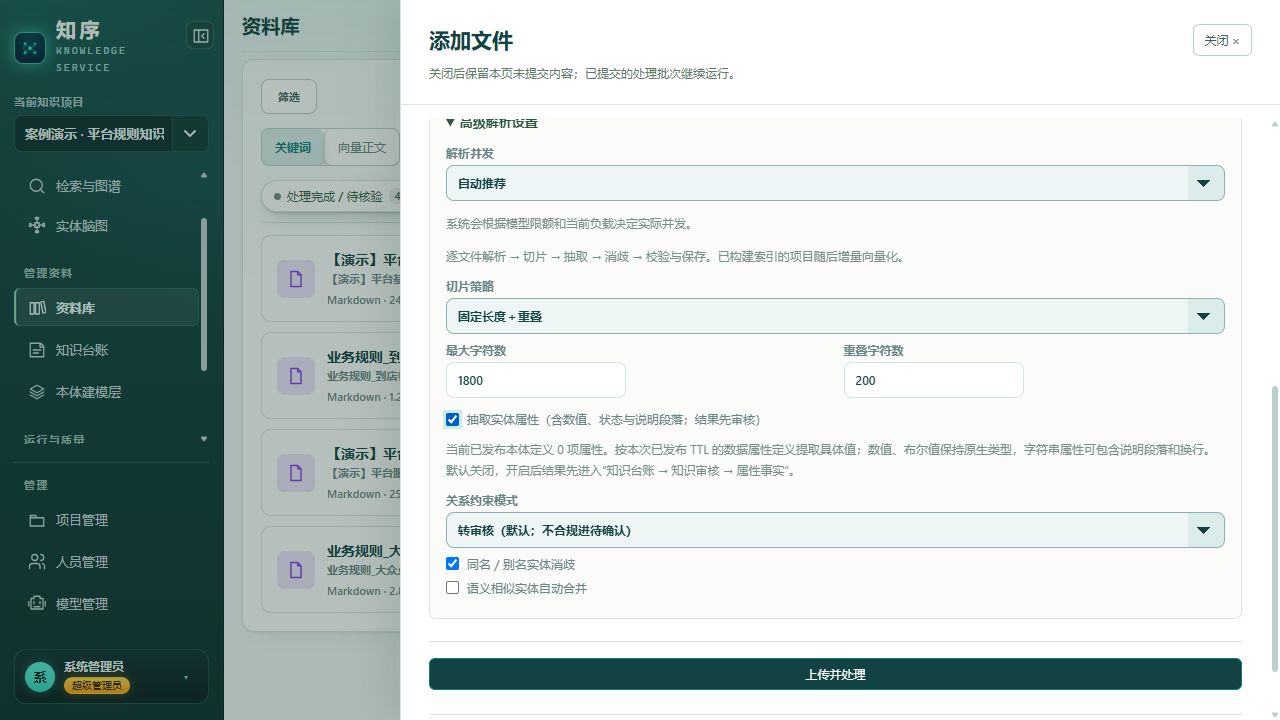 知序
KNOWLEDGE
SERVICE
当前知识项目
案例演示 · 平台规则知识
检索与图谱
实体脑图
管理资料
资料库
知识台账
本体建模层
运行与质量
管理
项目管理
人员管理
模型管理
系
系统管理员
超级管理员
资料库
筛选
关键词
向量正文
处理完成 / 待核验
【演示】平台
【演示】平台基
Markdown · 24
业务规则_到
业务规则_到店
Markdown · 1.2
【演示】平台
【演示】平台服
Markdown · 25
业务规则_大
业务规则_大众
Markdown · 2.8
添加文件
关闭 ×
关闭后保留本页未提交内容；已提交的处理批次继续运行。
▼ 高级解析设置
解析并发
自动推荐
系统会根据模型限额和当前负载决定实际并发。
逐文件解析 → 切片 → 抽取 → 消歧 → 校验与保存。已构建索引的项目随后增量向量化。
切片策略
固定长度 + 重叠
最大字符数
重叠字符数
1800
200
抽取实体属性（含数值、状态与说明段落；结果先审核）
当前已发布本体定义 0 项属性。按本次已发布 TTL 的数据属性定义提取具体值；数值、布尔值保持原生类型，字符串属性可包含说明段落和换行。
默认关闭，开启后结果先进入“知识台账 → 知识审核 → 属性事实”。
关系约束模式
转审核（默认；不合规进待确认）
同名 / 别名实体消歧
语义相似实体自动合并
上传并处理